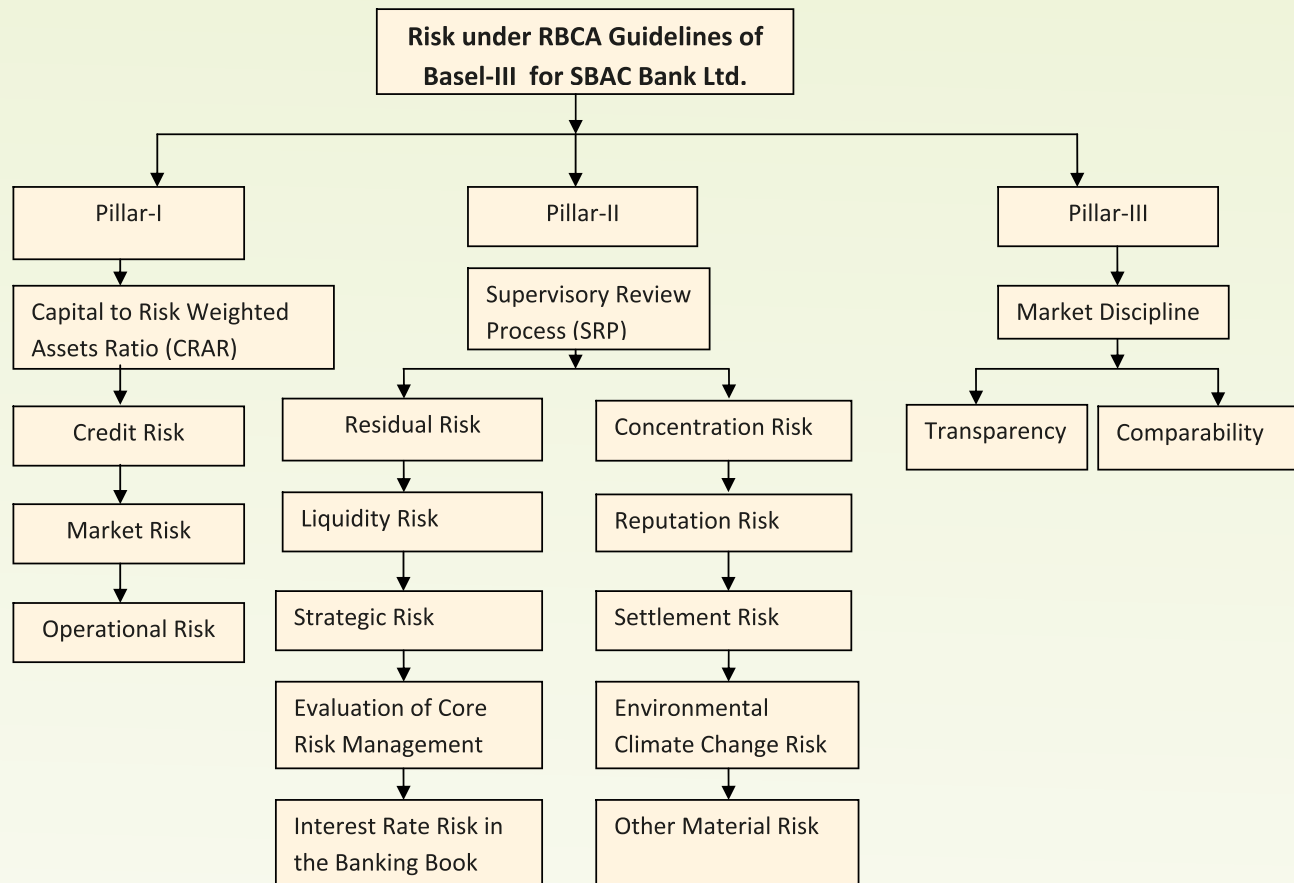 Risk under RBCA Guidelines of
Basel-III for SBAC Bank Ltd.
Pillar-I
Pillar-II
Pillar-III
Capital to Risk Weighted
Assets Ratio (CRAR)
Supervisory Review
Process (SRP)
Market Discipline
Credit Risk
Residual Risk
Concentration Risk
Transparency
Comparability
Market Risk
Liquidity Risk
Reputation Risk
Operational Risk
Strategic Risk
Settlement Risk
Evaluation of Core
Risk Management
Environmental
Climate Change Risk
Interest Rate Risk in
the Banking Book
Other Material Risk